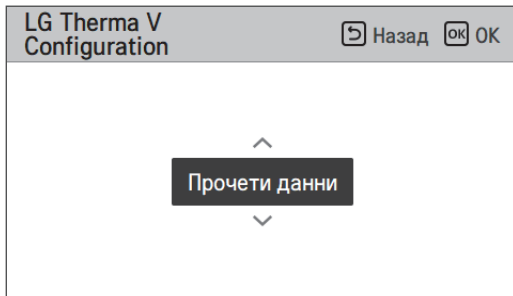 LG Therma V
Configuration
Назад
OK OK
Прочети данни